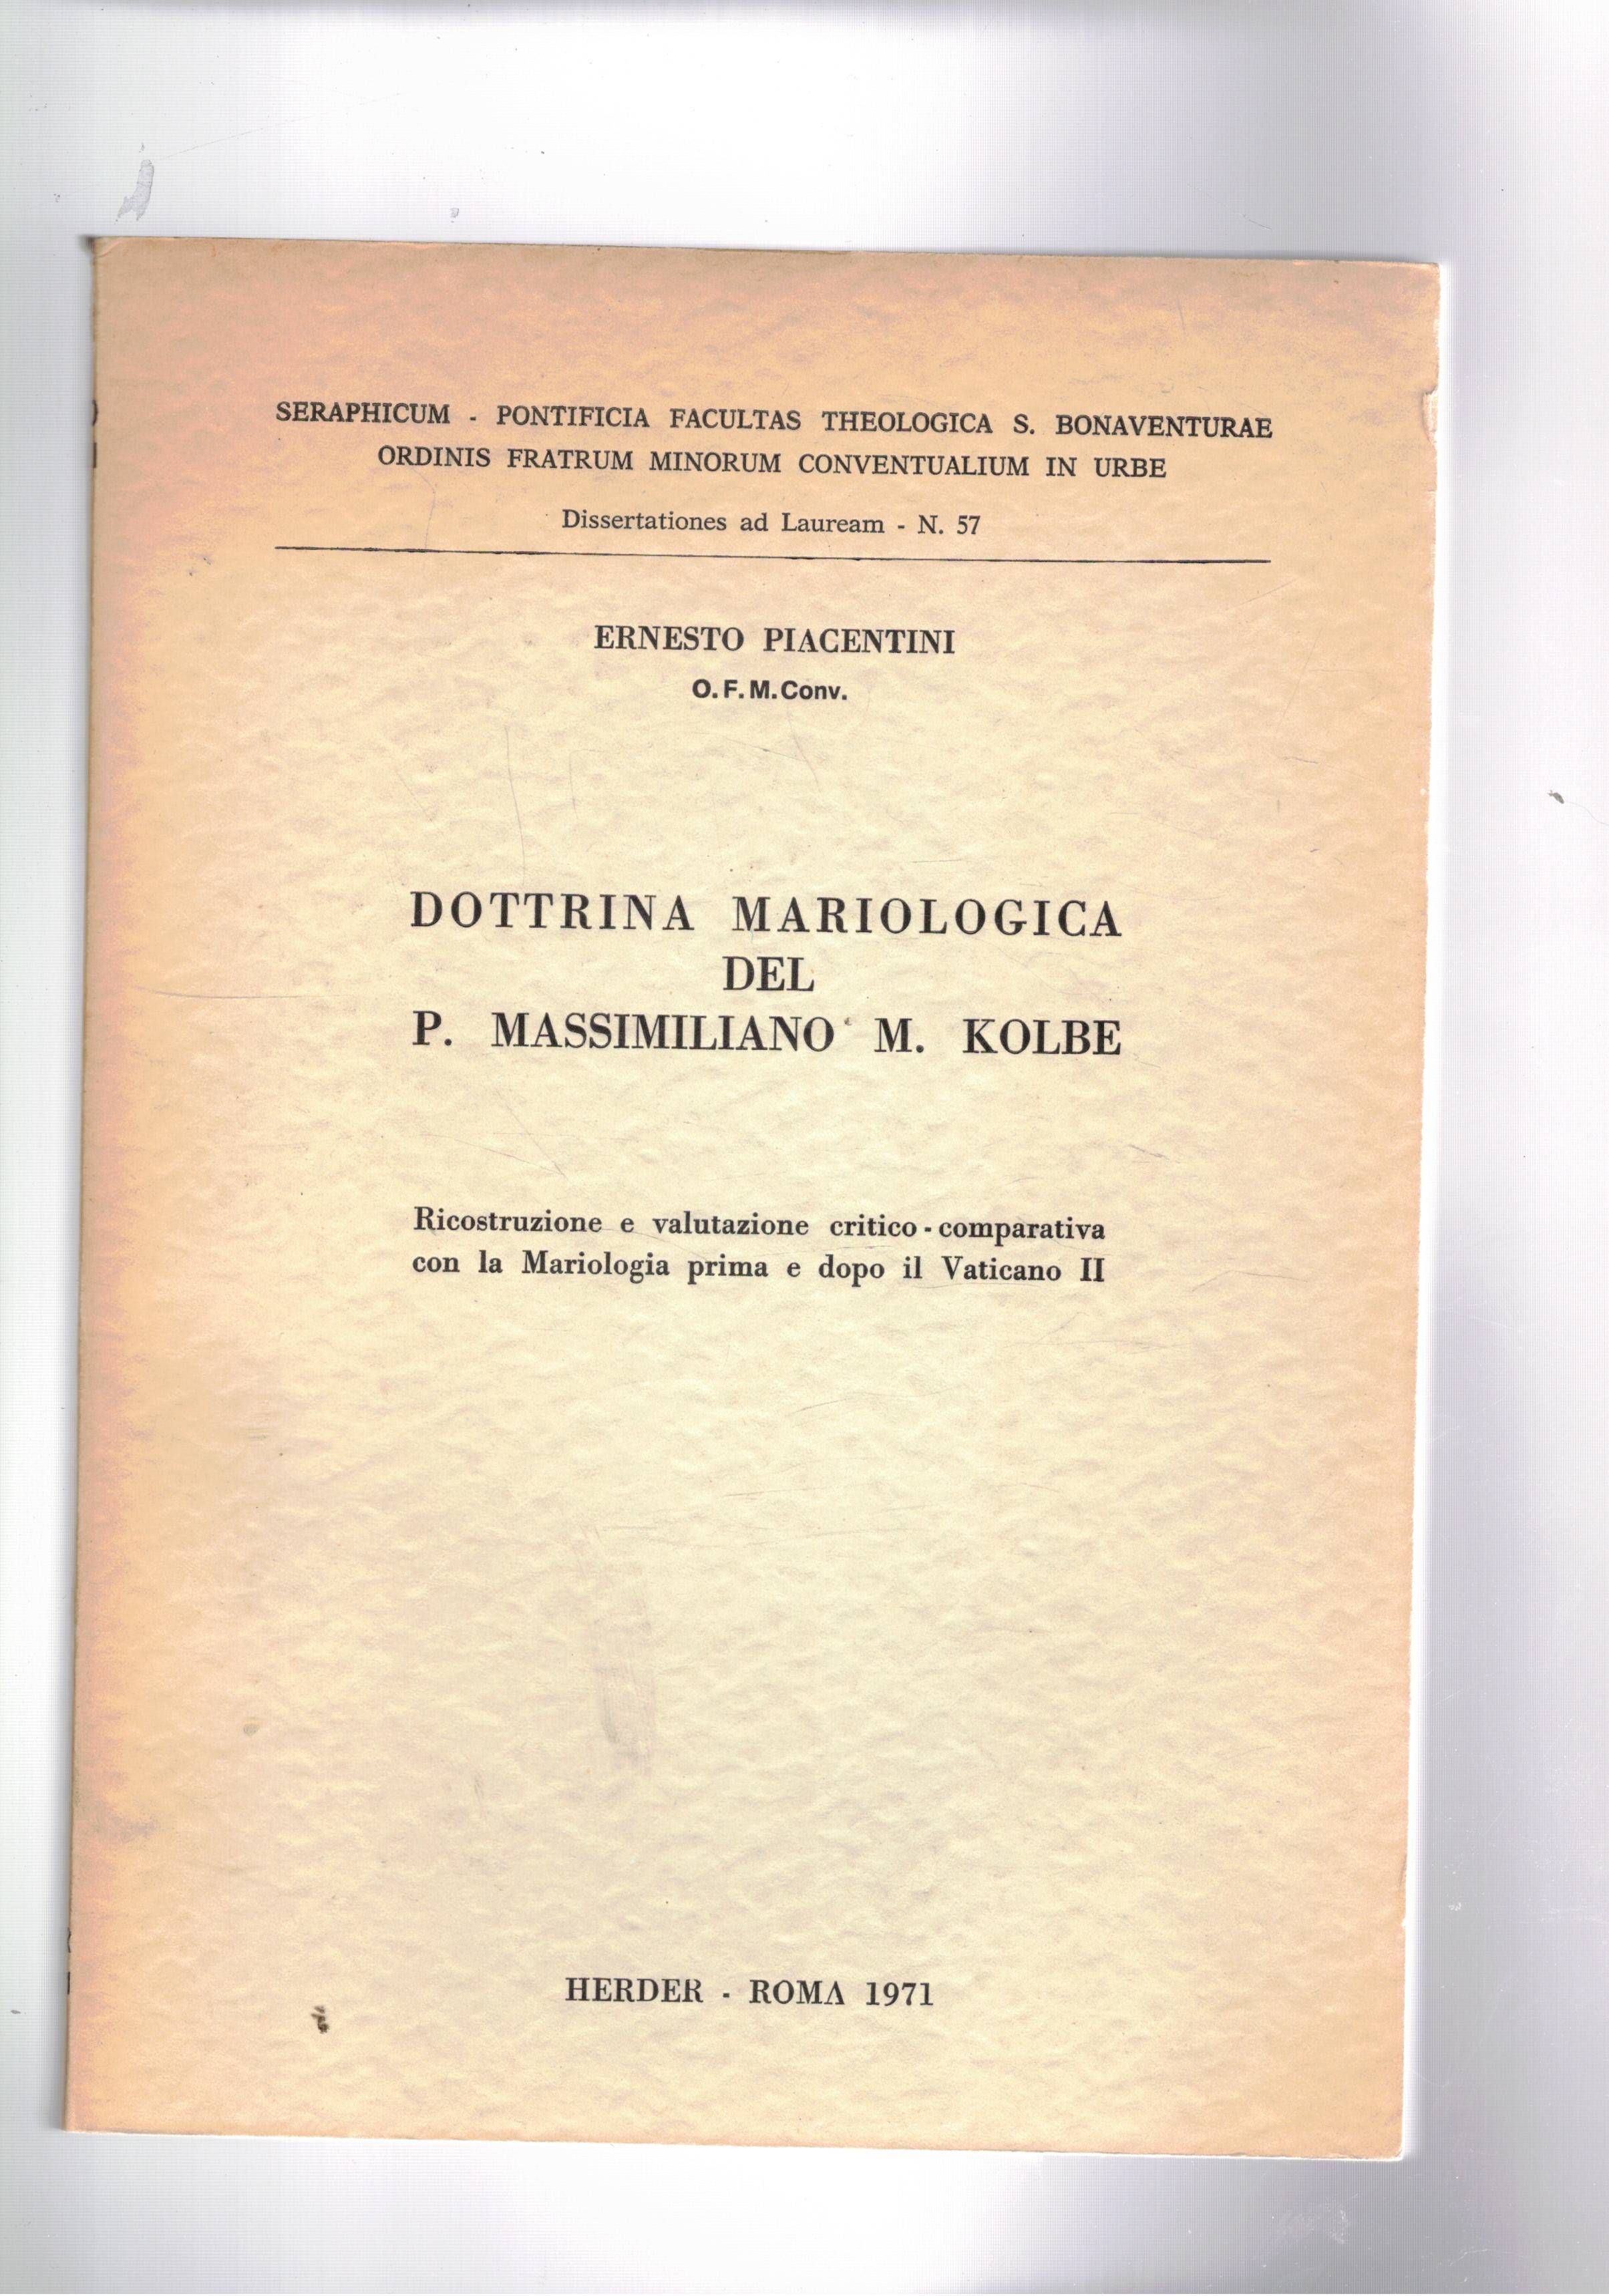 SERAPHICUM - PONTIFICIA FACULTAS THEOLOGICA S. BONAVENTURAE
ORDINIS FRATRUM MINORUM CONVENTUALIUM IN URBE
Dissertationes ad Lauream - N. 57
ERNESTO PIACENTINI
O. F. M. Conv.
DOTTRINA MARIOLOGICA
DEL
P. MASSIMILIANO M. KOLBE
Ricostruzione e valutazione critico - comparativa
con la Mariologia prima e dopo il Vaticano II
HERDER - ROMA 1971